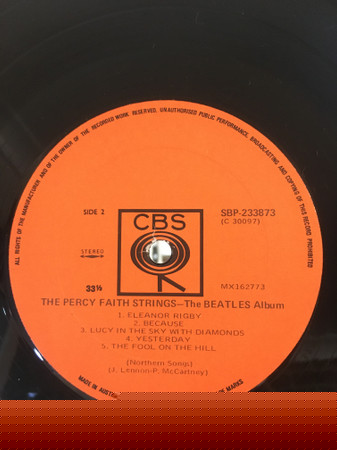 ALL RIGHTS OF THE MANUFACTURER AND OF THE OWNER OF THE RECORDED WORK RESERVED. UNAUTHORISED PUBLIC PERFORMANCE, BROADCASTING AND COPYING OF THIS RECORD PROHIBITED
SIDE 2
CBS
SBP-233873
(C 30097)
STEREO
33⅓
MX162773
THE PERCY FAITH STRINGS—The BEATLES Album
1. ELEANOR RIGBY
2. BECAUSE
3. LUCY IN THE SKY WITH DIAMONDS
4. YESTERDAY
5. THE FOOL ON THE HILL
(Northern Songs)
(J. Lennon-P. McCartney)
MADE IN
MARKS